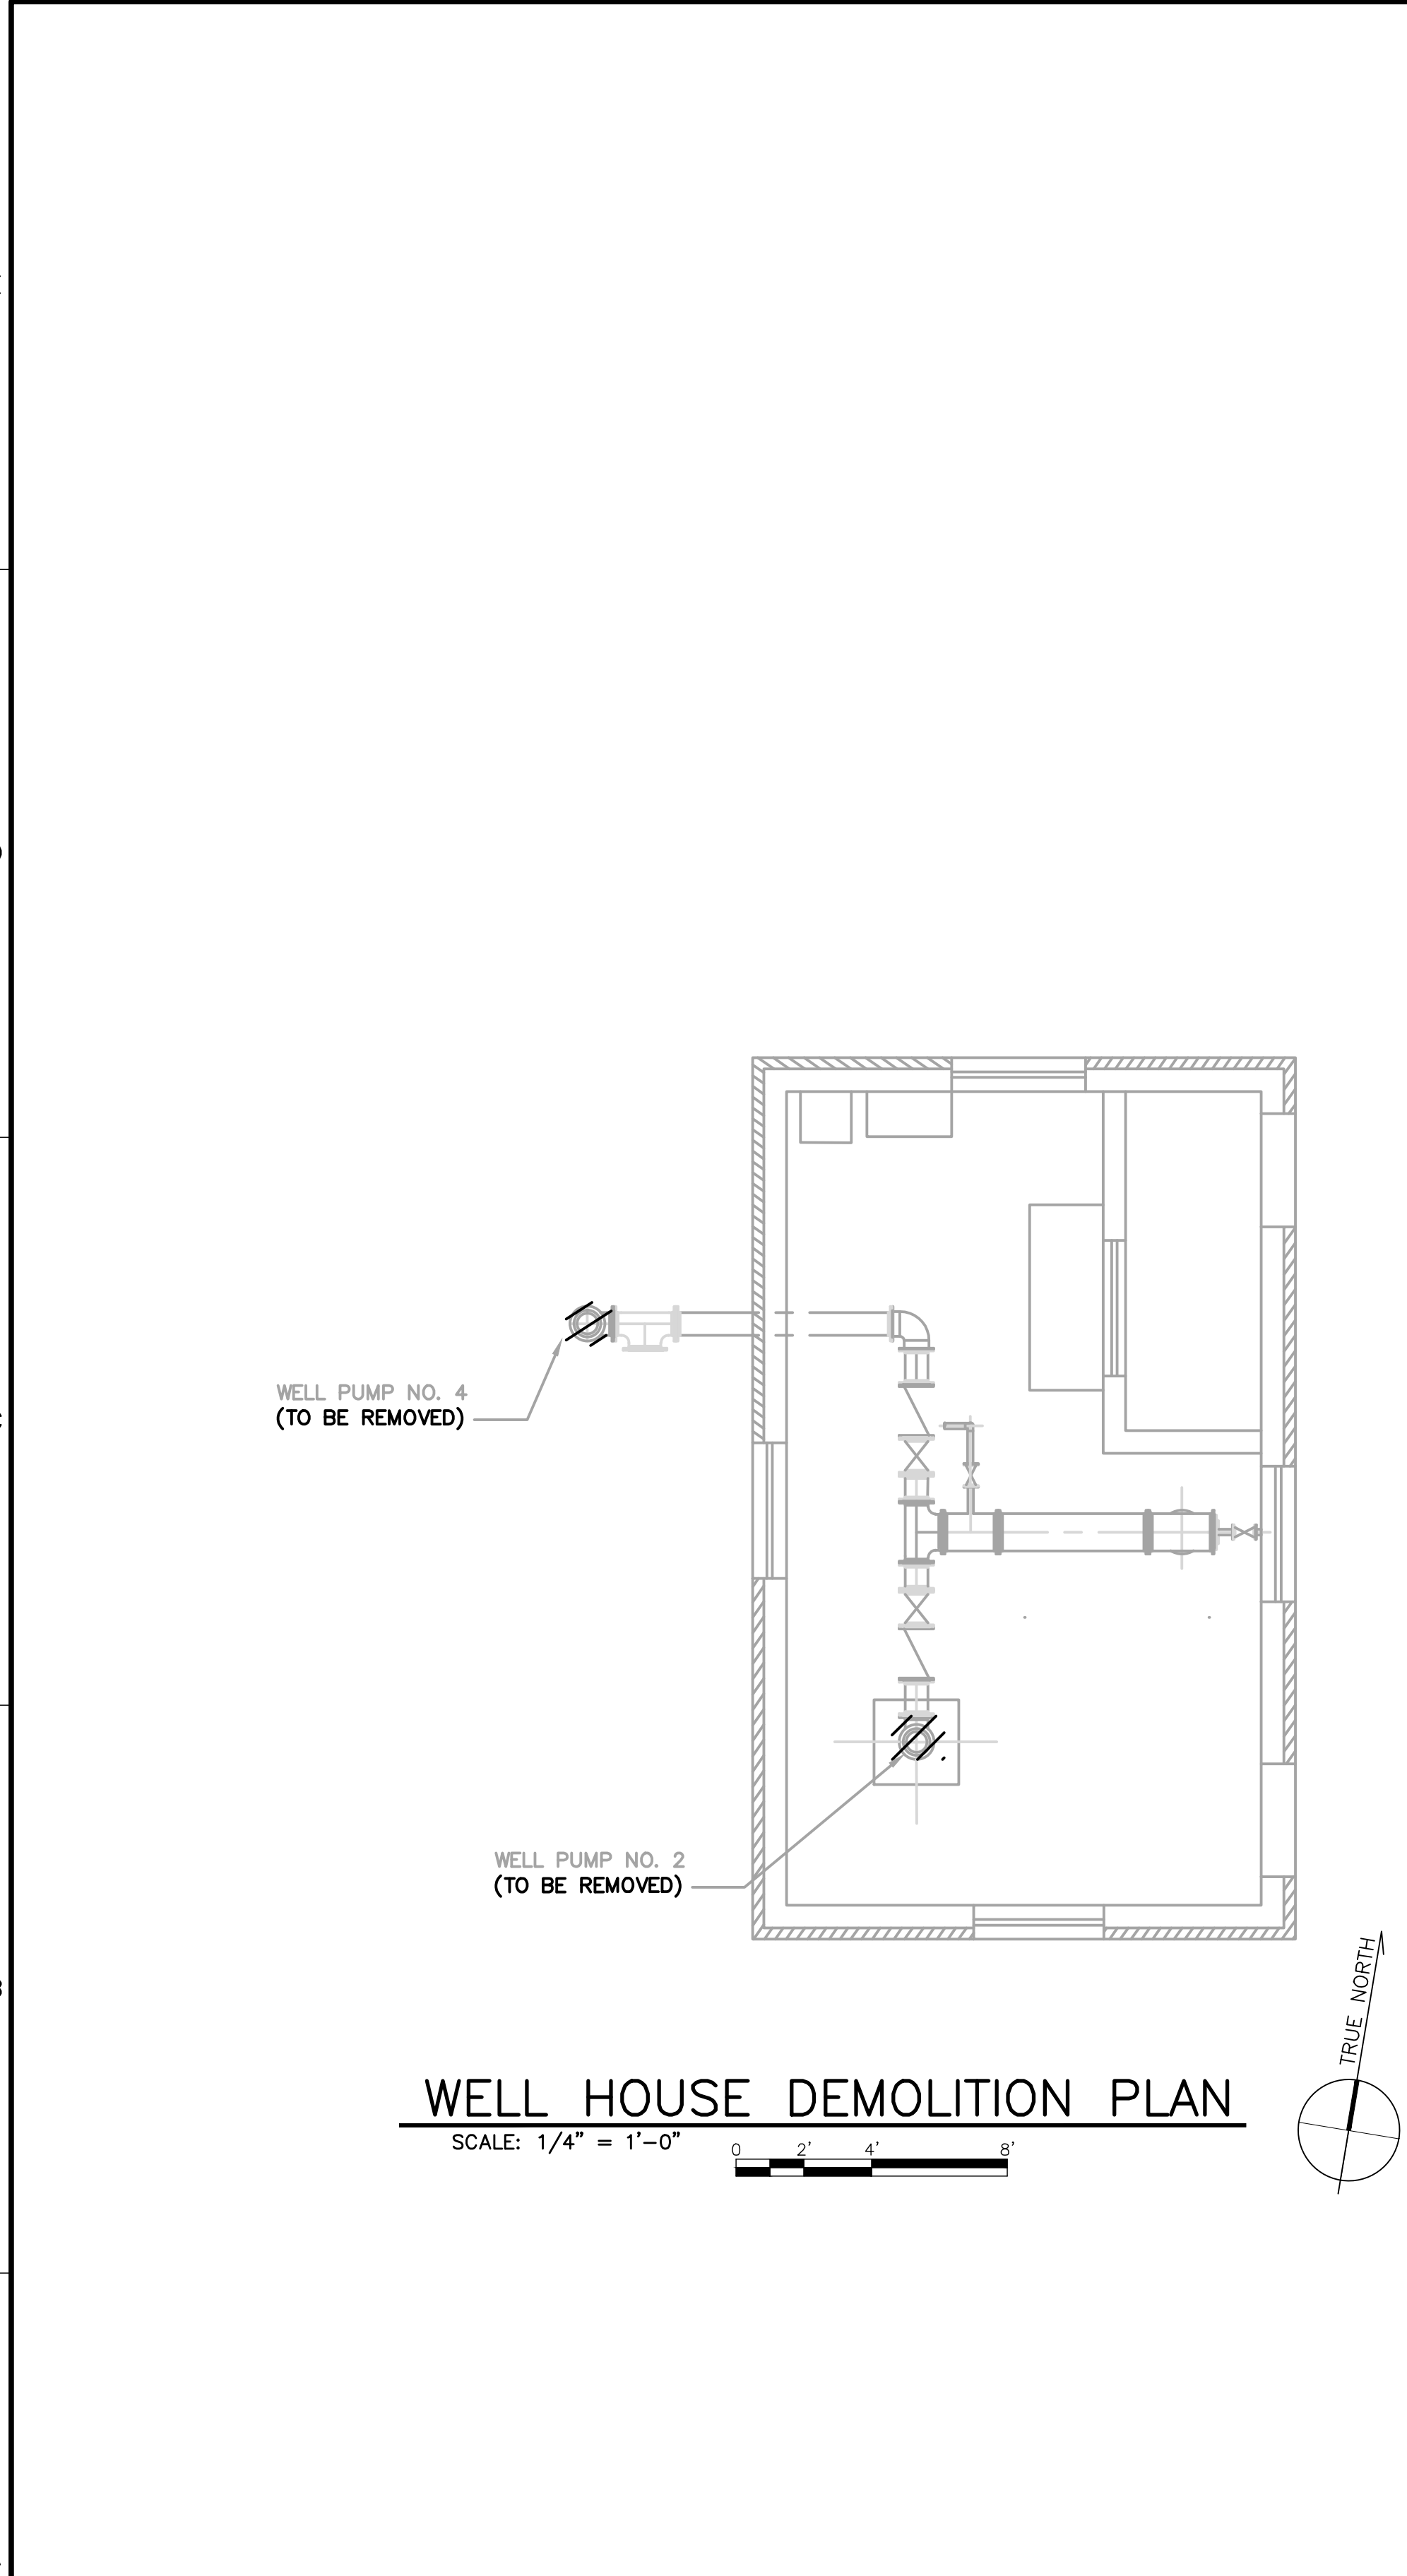 WELL PUMP NO. 4
(TO BE REMOVED)
WELL PUMP NO. 2
(TO BE REMOVED)
TRUE NORTH
WELL HOUSE DEMOLITION PLAN
SCALE: 1/4" = 1'-0"
0 2' 4' 8'